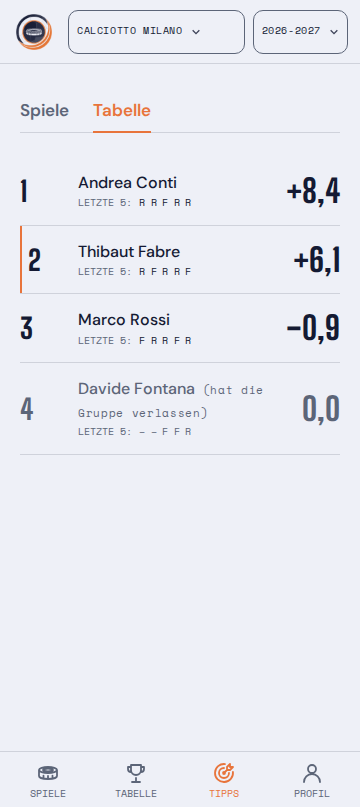 CALCIOTTO MILANO
2026-2027
Spiele Tabelle
1 Andrea Conti +8,4
LETZTE 5: R R F R R
2 Thibaut Fabre +6,1
LETZTE 5: R F R R F
3 Marco Rossi −0,9
LETZTE 5: F R R F R
4 Davide Fontana (hat die Gruppe verlassen) 0,0
LETZTE 5: – – F F R
SPIELE TABELLE TIPPS PROFIL